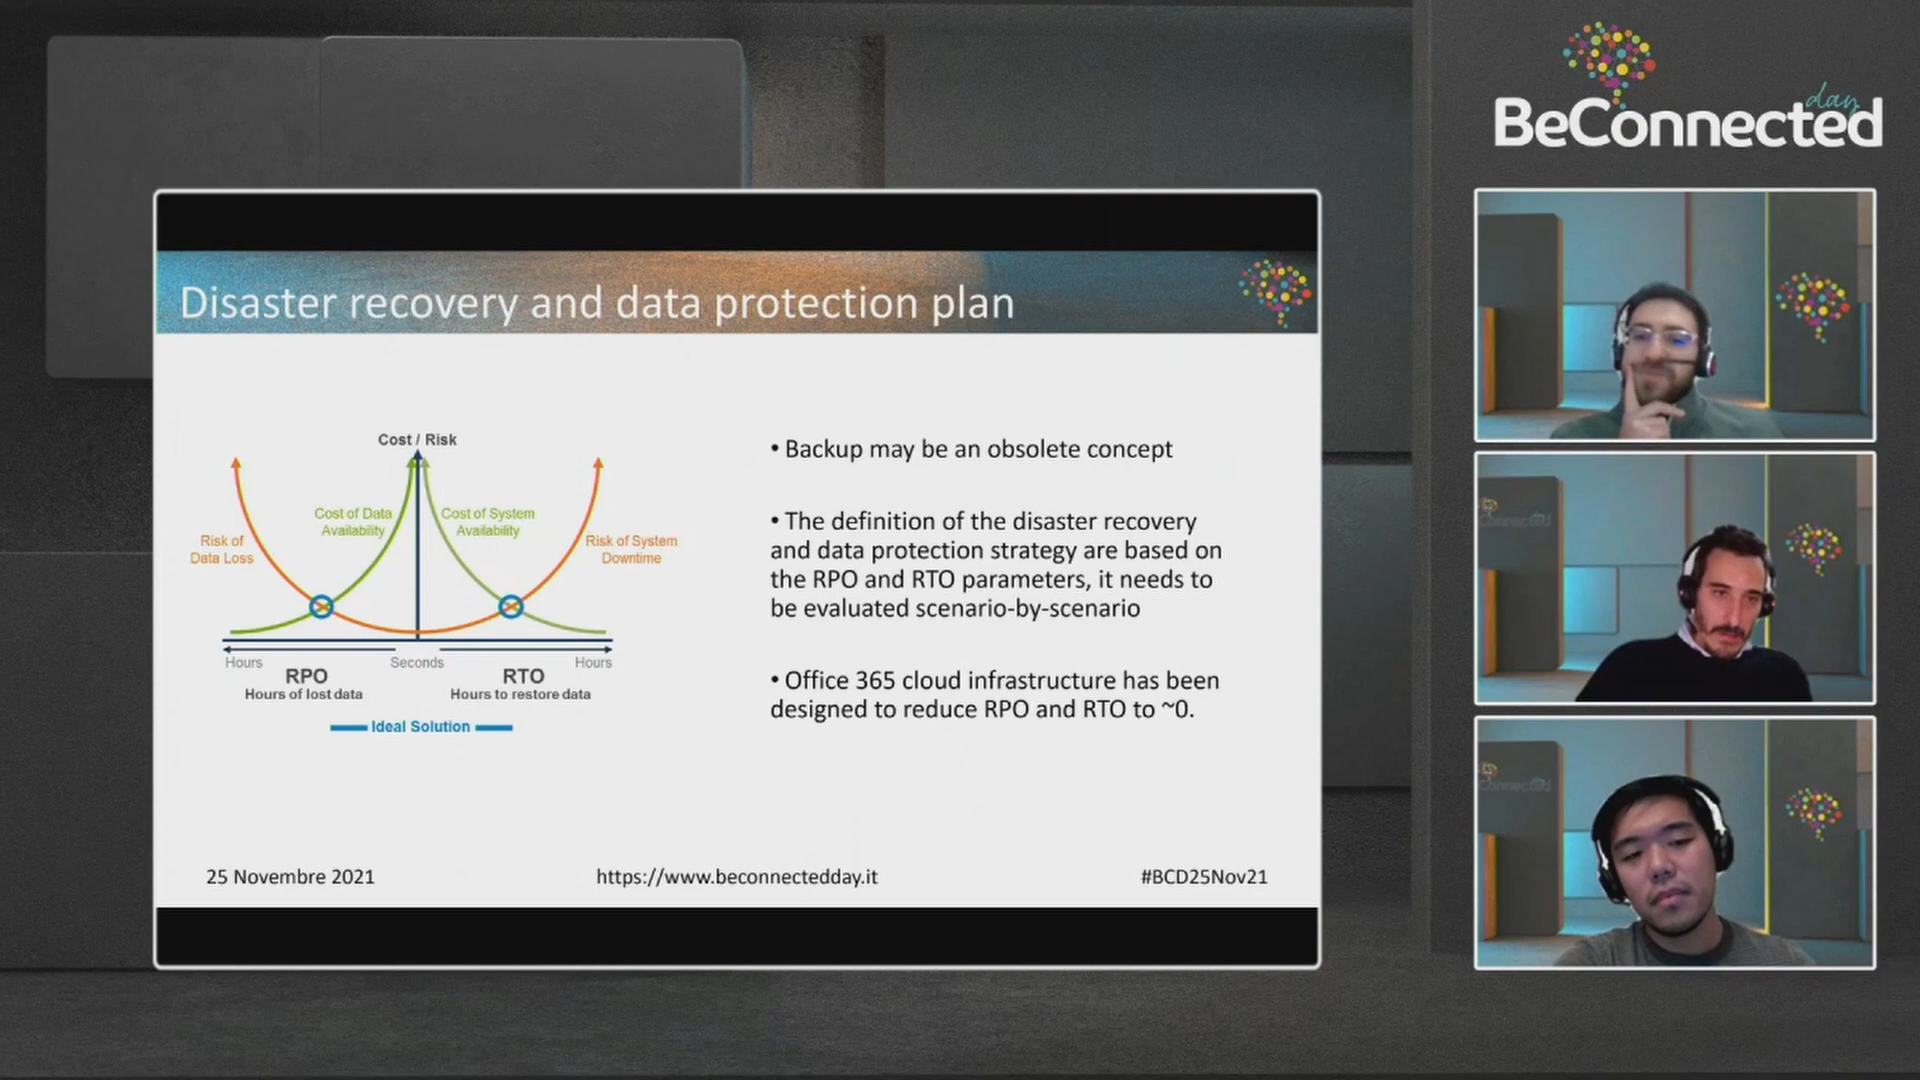 day
BeConnected
Disaster recovery and data protection plan
Cost / Risk
Cost of Data
Availability
Cost of System
Availability
Risk of
Data Loss
Risk of System
Downtime
Hours
Seconds
Hours
RPO
Hours of lost data
RTO
Hours to restore data
Ideal Solution
• Backup may be an obsolete concept
• The definition of the disaster recovery
and data protection strategy are based on
the RPO and RTO parameters, it needs to
be evaluated scenario-by-scenario
• Office 365 cloud infrastructure has been
designed to reduce RPO and RTO to ~0.
25 Novembre 2021
https://www.beconnectedday.it
#BCD25Nov21